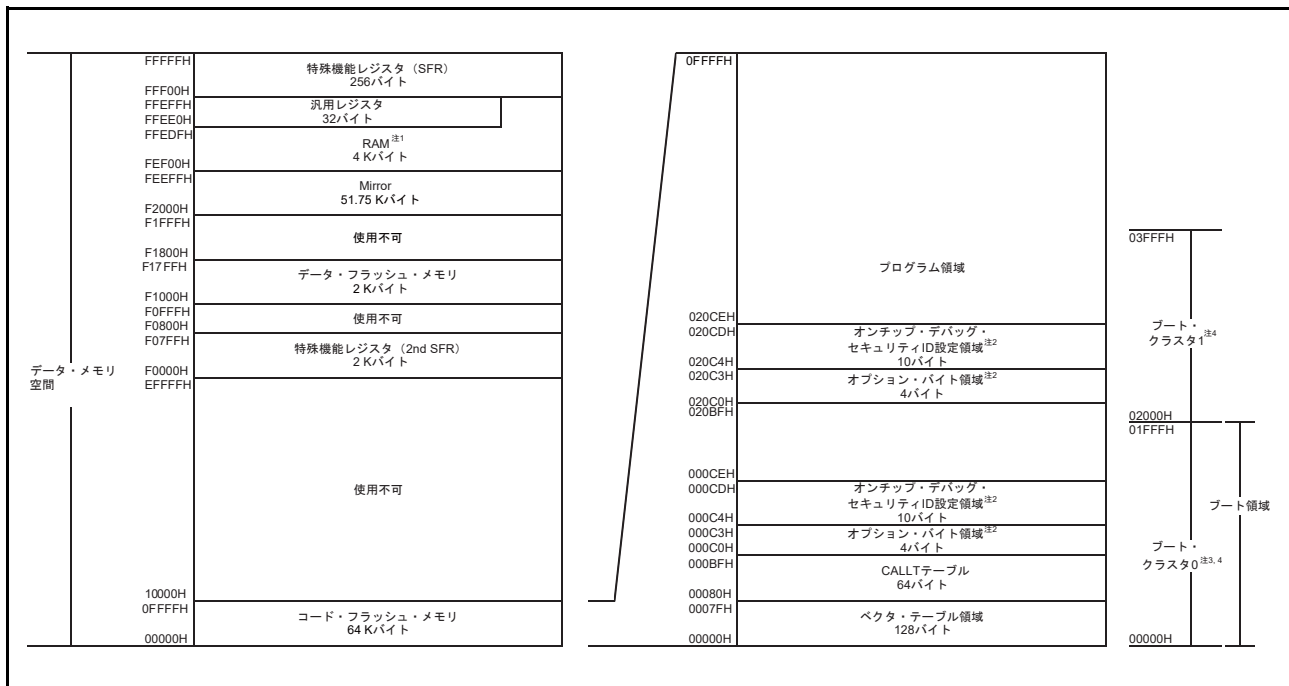 FFFFFH
特殊機能レジスタ（SFR）
256バイト
FFF00H
FFEFFH
汎用レジスタ
32バイト
FFEE0H
FFEDFH
RAM注1
4 Kバイト
FEF00H
FEEFFH
Mirror
51.75 Kバイト
F2000H
F1FFFH
使用不可
F1800H
F17FFH
データ・フラッシュ・メモリ
2 Kバイト
F1000H
F0FFFH
使用不可
F0800H
F07FFH
特殊機能レジスタ（2nd SFR）
2 Kバイト
データ・メモリ
空間
F0000H
EFFFFH
使用不可
10000H
0FFFFH
コード・フラッシュ・メモリ
64 Kバイト
00000H
0FFFFH
プログラム領域
020CEH
020CDH
オンチップ・デバッグ・
セキュリティID設定領域注2
10バイト
020C4H
020C3H
オプション・バイト領域注2
4バイト
020C0H
020BFH
000CEH
000CDH
オンチップ・デバッグ・
セキュリティID設定領域注2
10バイト
000C4H
000C3H
オプション・バイト領域注2
4バイト
000C0H
000BFH
CALLTテーブル
64バイト
00080H
0007FH
ベクタ・テーブル領域
128バイト
00000H
03FFFH
ブート・
クラスタ1注4
02000H
01FFFH
ブート領域
ブート・
クラスタ0注3, 4
00000H